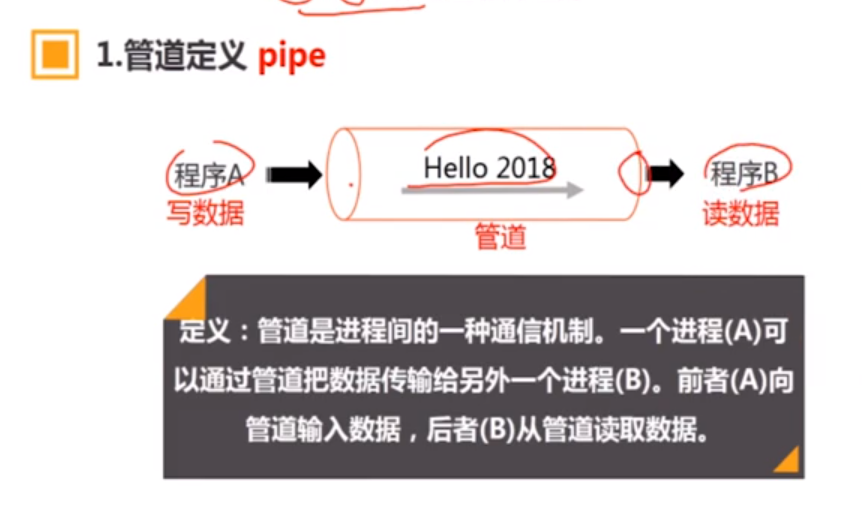 1.管道定义 pipe
程序A
Hello 2018
程序B
写数据
读数据
管道
定义：管道是进程间的一种通信机制。一个进程(A)可
以通过管道把数据传输给另外一个进程(B)。前者(A)向
管道输入数据，后者(B)从管道读取数据。